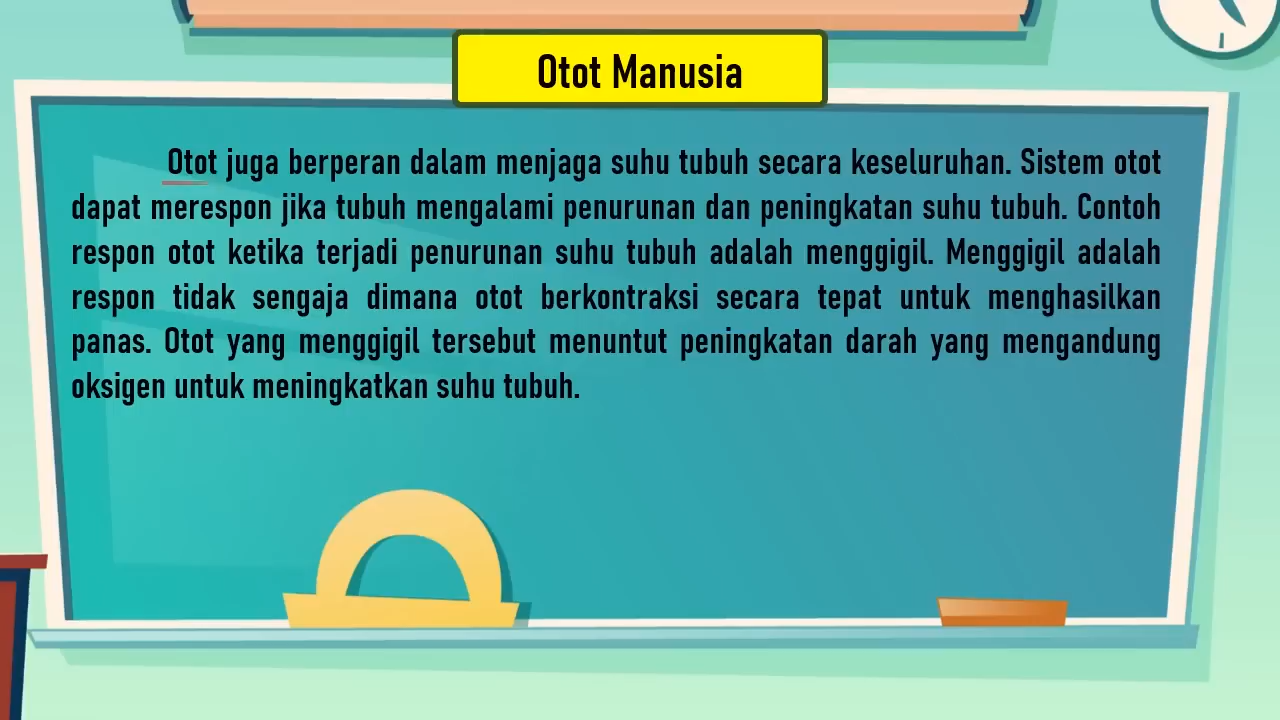 Otot Manusia
Otot juga berperan dalam menjaga suhu tubuh secara keseluruhan. Sistem otot
dapat merespon jika tubuh mengalami penurunan dan peningkatan suhu tubuh. Contoh
respon otot ketika terjadi penurunan suhu tubuh adalah menggigil. Menggigil adalah
respon tidak sengaja dimana otot berkontraksi secara tepat untuk menghasilkan
panas. Otot yang menggigil tersebut menuntut peningkatan darah yang mengandung
oksigen untuk meningkatkan suhu tubuh.